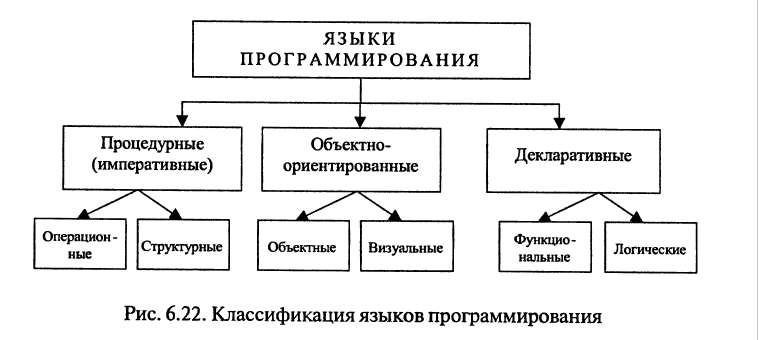 ЯЗЫКИ
ПРОГРАММИРОВАНИЯ
Процедурные
(императивные)
Объектно-
ориентированные
Декларативные
Операцион-
ные
Структурные
Объектные
Визуальные
Функцио-
нальные
Логические
Рис. 6.22. Классификация языков программирования